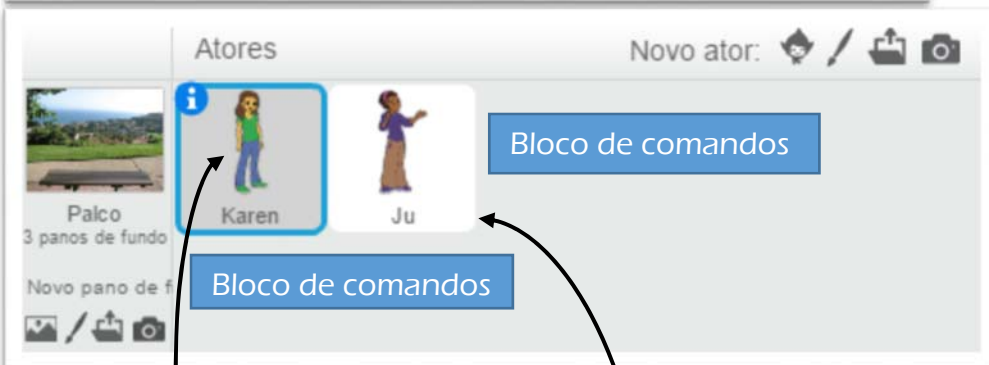 Atores
Novo ator:
Bloco de comandos
Palco
3 panos de fundo
Karen
Ju
Novo pano de f
Bloco de comandos